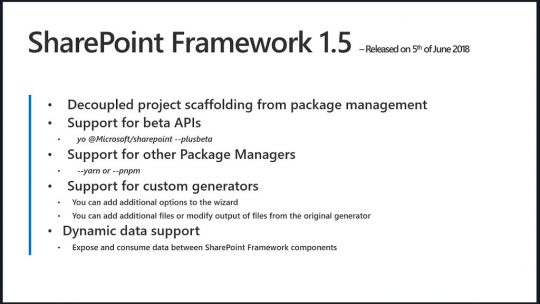 SharePoint Framework 1.5 – Released on 5th of June 2018
• Decoupled project scaffolding from package management
• Support for beta APIs
• yo @Microsoft/sharepoint --plusbeta
• Support for other Package Managers
• --yarn or --pnpm
• Support for custom generators
• You can add additional options to the wizard
• You can add additional files or modify output of files from the original generator
• Dynamic data support
• Expose and consume data between SharePoint Framework components